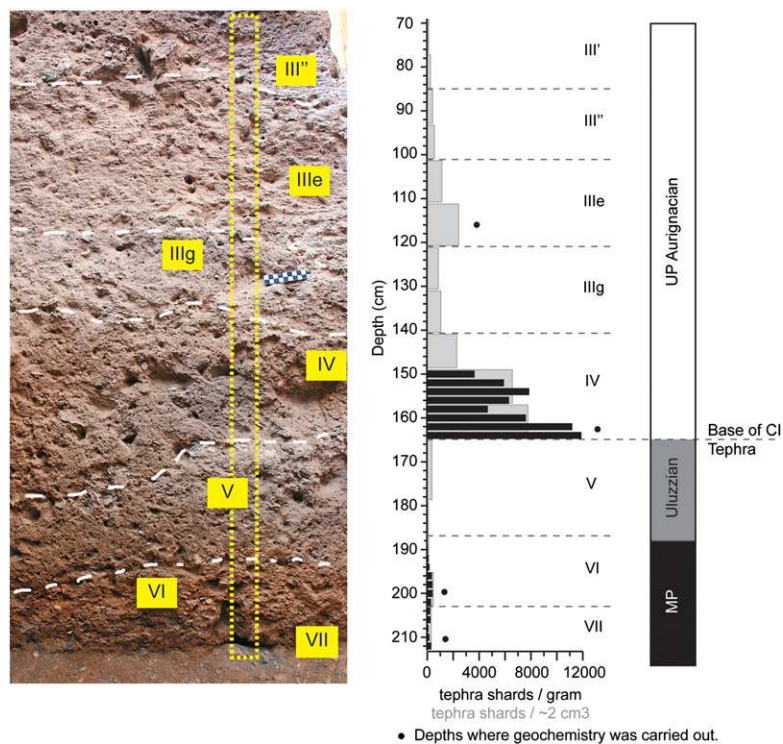 III”
IIIe
IIIg
IV
V
VI
VII
70
80
90
100
110
120
130
140
150
160
170
180
190
200
210
Depth (cm)
III’
III”
IIIe
IIIg
IV
V
VI
VII
0 4000 8000 12000
tephra shards / gram
tephra shards / ~2 cm3
• Depths where geochemistry was carried out.
UP Aurignacian
Base of CI
Tephra
Uluzzian
MP